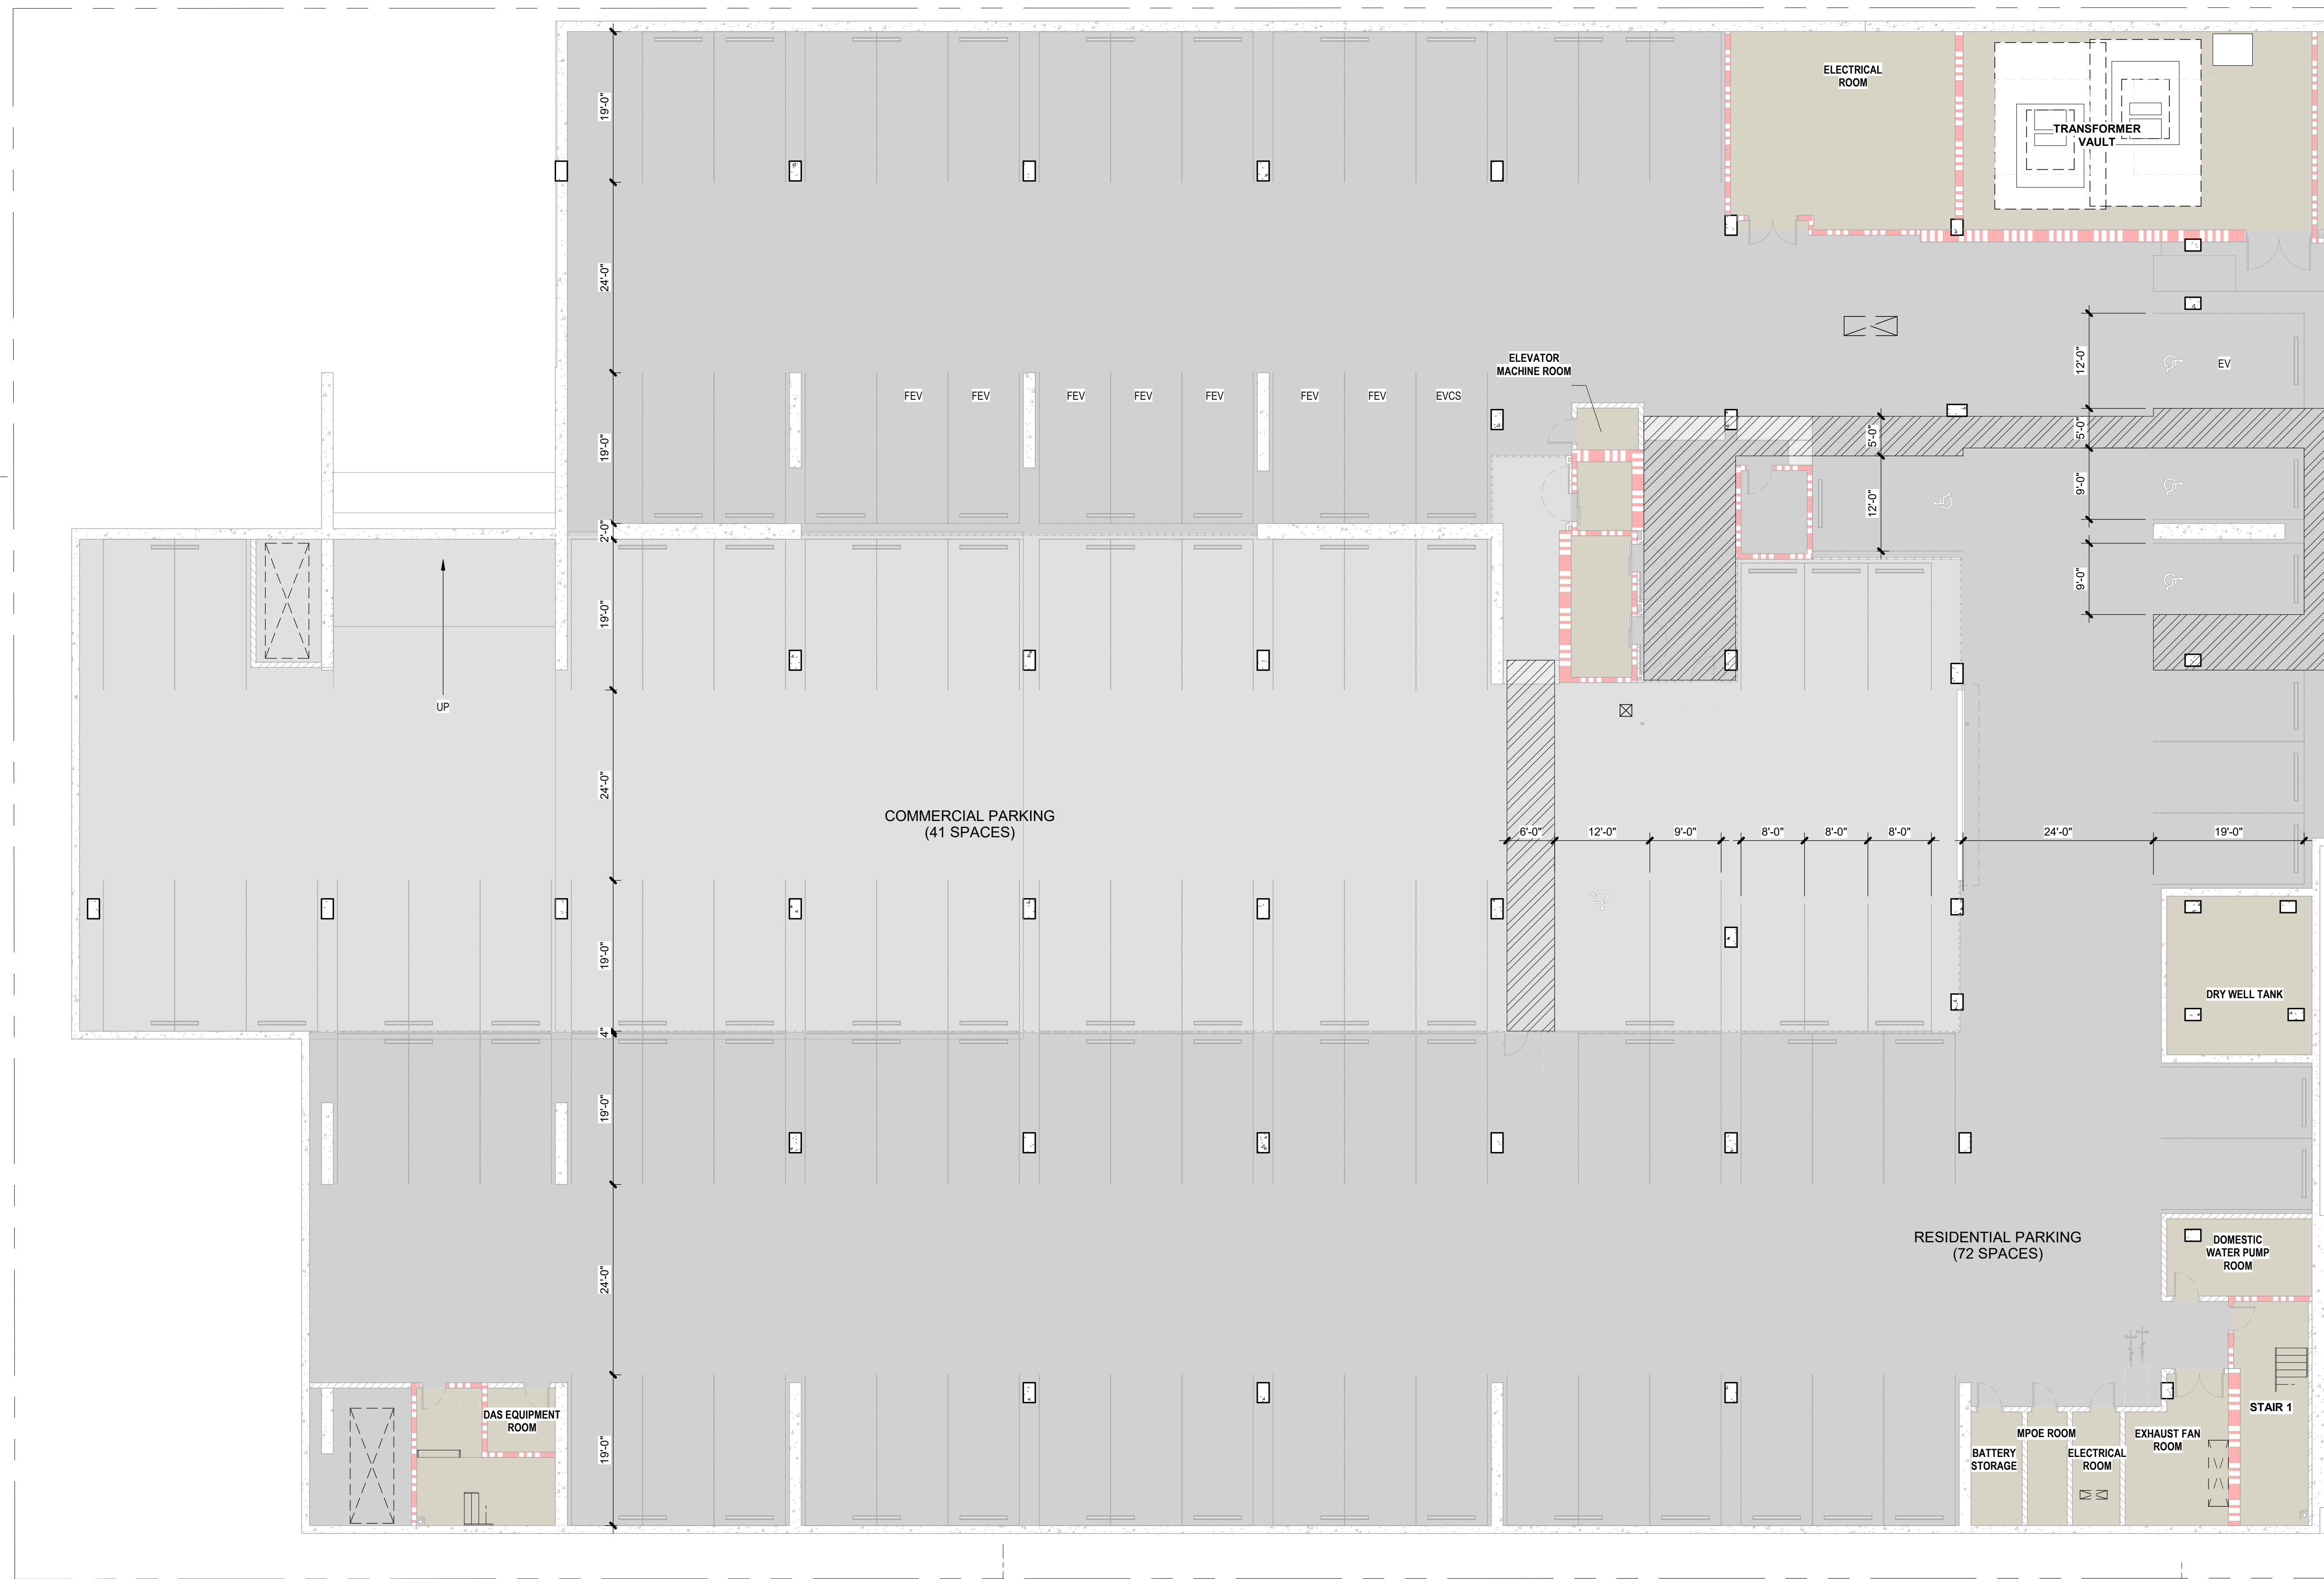 ELECTRICAL
ROOM
TRANSFORMER
VAULT
19'-0"
24'-0"
ELEVATOR
MACHINE ROOM
12'-0"
EV
FEV
FEV
FEV
FEV
FEV
FEV
FEV
EVCS
5'-0"
5'-0"
19'-0"
9'-0"
12'-0"
2'-0"
9'-0"
19'-0"
UP
24'-0"
COMMERCIAL PARKING
(41 SPACES)
6'-0"
12'-0"
9'-0"
8'-0"
8'-0"
8'-0"
24'-0"
19'-0"
19'-0"
DRY WELL TANK
4"
19'-0"
RESIDENTIAL PARKING
(72 SPACES)
DOMESTIC
WATER PUMP
ROOM
24'-0"
DAS EQUIPMENT
ROOM
STAIR 1
19'-0"
MPOE ROOM
EXHAUST FAN
ROOM
BATTERY
STORAGE
ELECTRICAL
ROOM